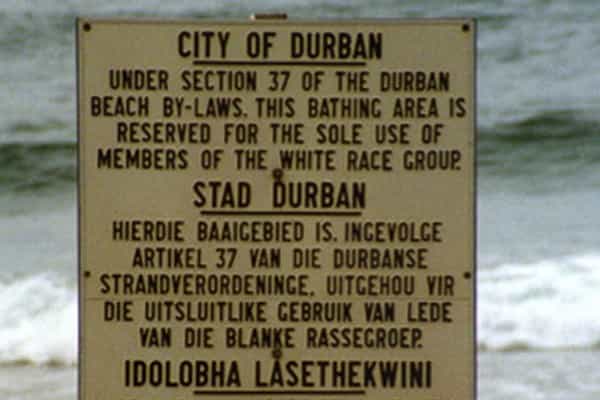 CITY OF DURBAN
UNDER SECTION 37 OF THE DURBAN
BEACH BY-LAWS. THIS BATHING AREA IS
RESERVED FOR THE SOLE USE OF
MEMBERS OF THE WHITE RACE GROUP.
STAD DURBAN
HIERDIE BAAIGEBIED IS, INGEVOLGE
ARTIKEL 37 VAN DIE DURBANSE
STRANDVERORDENINGE, UITGEHOU VIR
DIE UITSLUITLIKE GEBRUIK VAN LEDE
VAN DIE BLANKE RASSEGROEP.
IDOLOBHA LASETHEKWINI